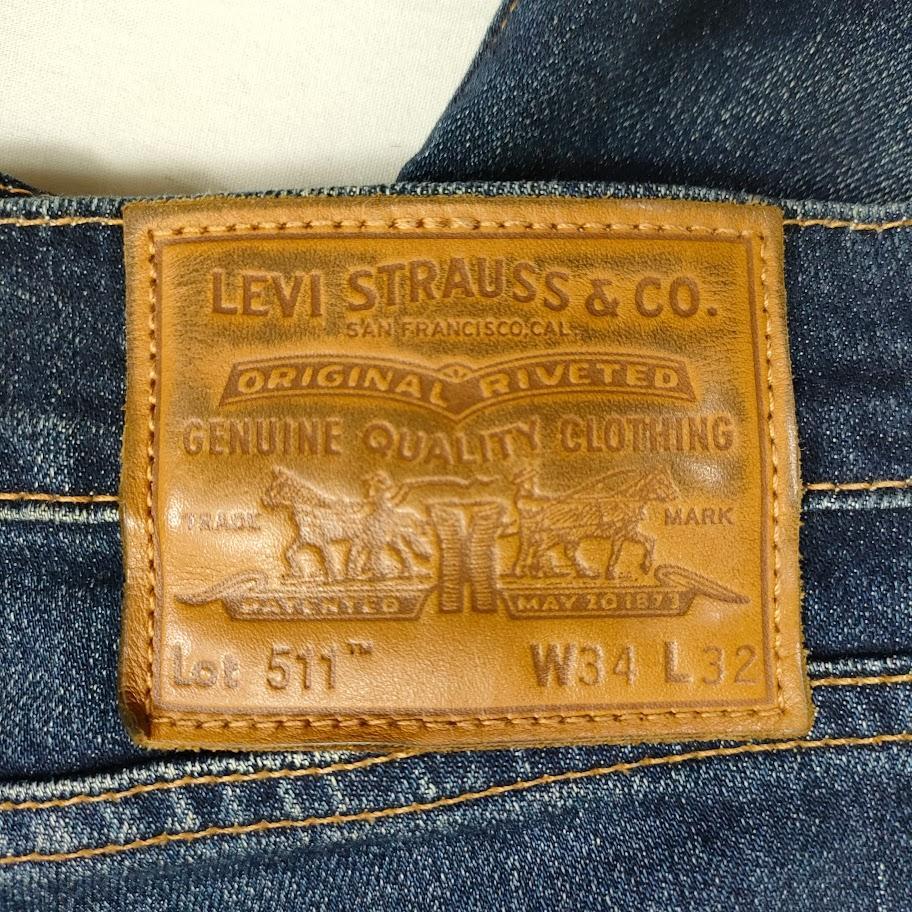 LEVI STRAUSS & CO.
SAN FRANCISCO, CAL.
ORIGINAL RIVETED
GENUINE QUALITY CLOTHING
TRADE MARK
PATENTED MAY 20 1873
Lot 511™ W34 L32